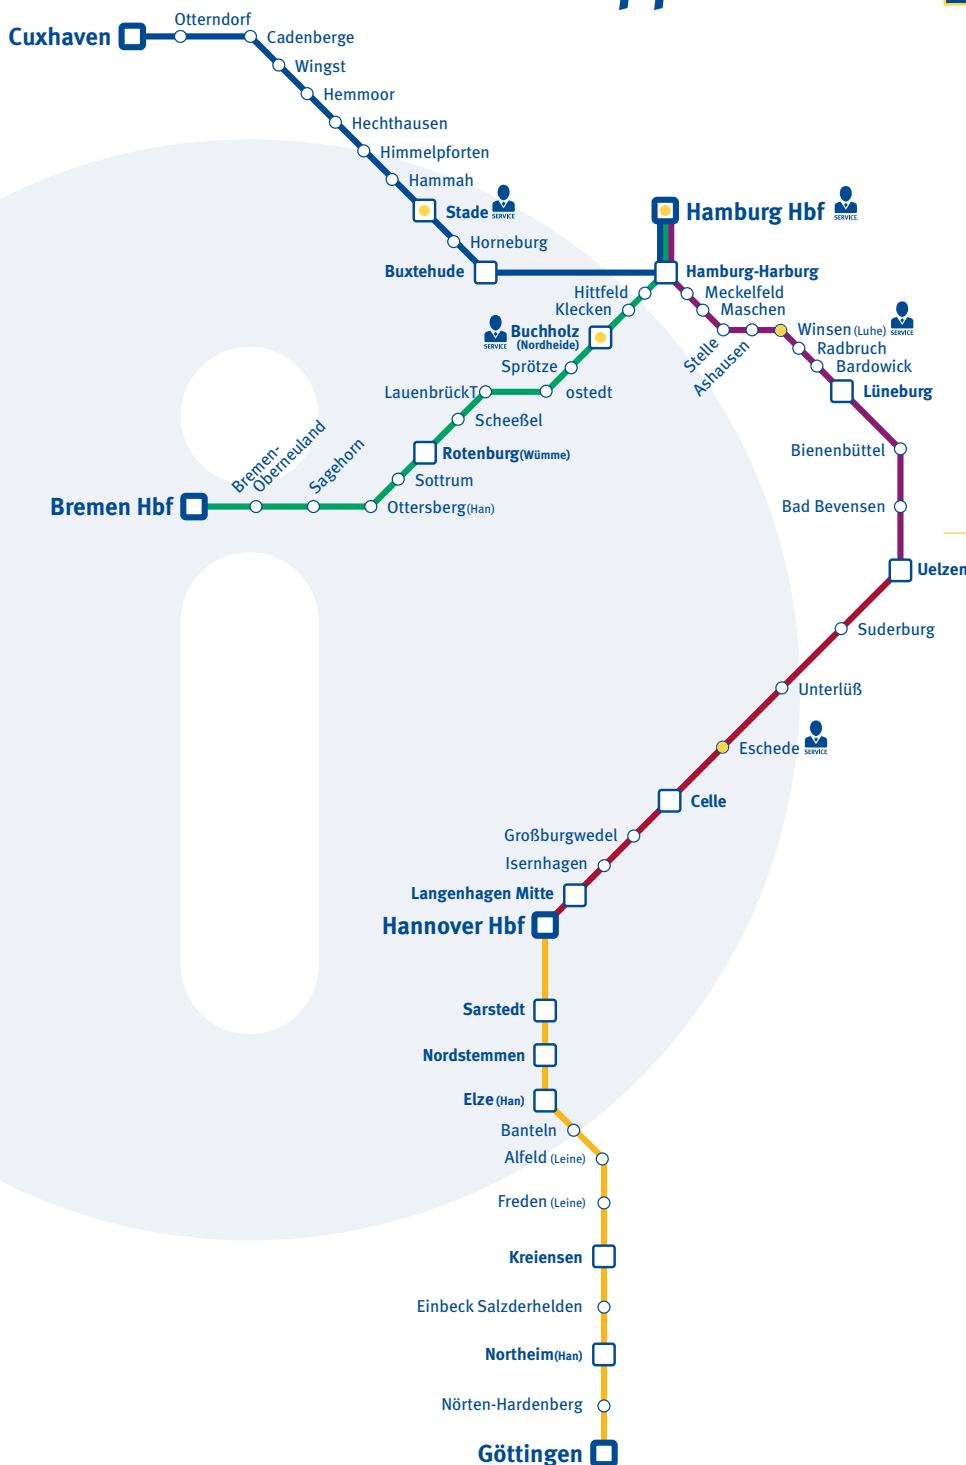 Otterndorf
Cuxhaven
Cadenberge
Wingst
Hemmoor
Hechthausen
Himmelpforten
Hammah
Stade
SERVICE
Hamburg Hbf
SERVICE
Horneburg
Buxtehude
Hamburg-Harburg
Hittfeld
Meckelfeld
Klecken
Maschen
SERVICE
Buchholz
(Nordheide)
Stelle
Ashausen
Winsen (Luhe)
SERVICE
Radbruch
Sprötze
Bardowick
LauenbrückT
ostedt
Lüneburg
Scheeßel
Bienenbüttel
Rotenburg(Wümme)
Bremen-
Oberneuland
Sagehorn
Sottrum
Bremen Hbf
Ottersberg(Han)
Bad Bevensen
Uelzen
Suderburg
Unterlüß
Eschede
SERVICE
Celle
Großburgwedel
Isernhagen
Langenhagen Mitte
Hannover Hbf
Sarstedt
Nordstemmen
Elze (Han)
Banteln
Alfeld (Leine)
Freden (Leine)
Kreiensen
Einbeck Salzderhelden
Northeim(Han)
Nörten-Hardenberg
Göttingen